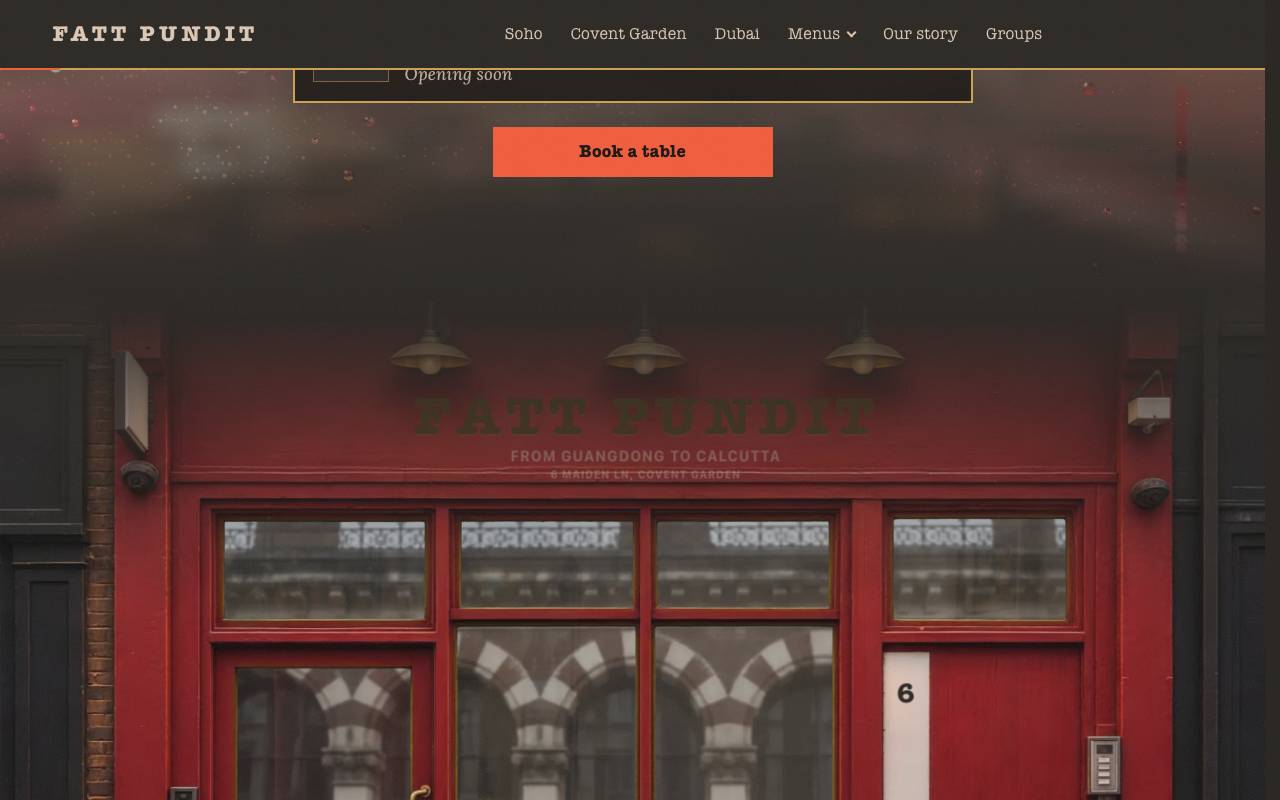 FATT PUNDIT
Soho Covent Garden Dubai Menus Our story Groups
Opening soon
Book a table
FATT PUNDIT
FROM GUANGDONG TO CALCUTTA
6 MAIDEN LN, COVENT GARDEN
6